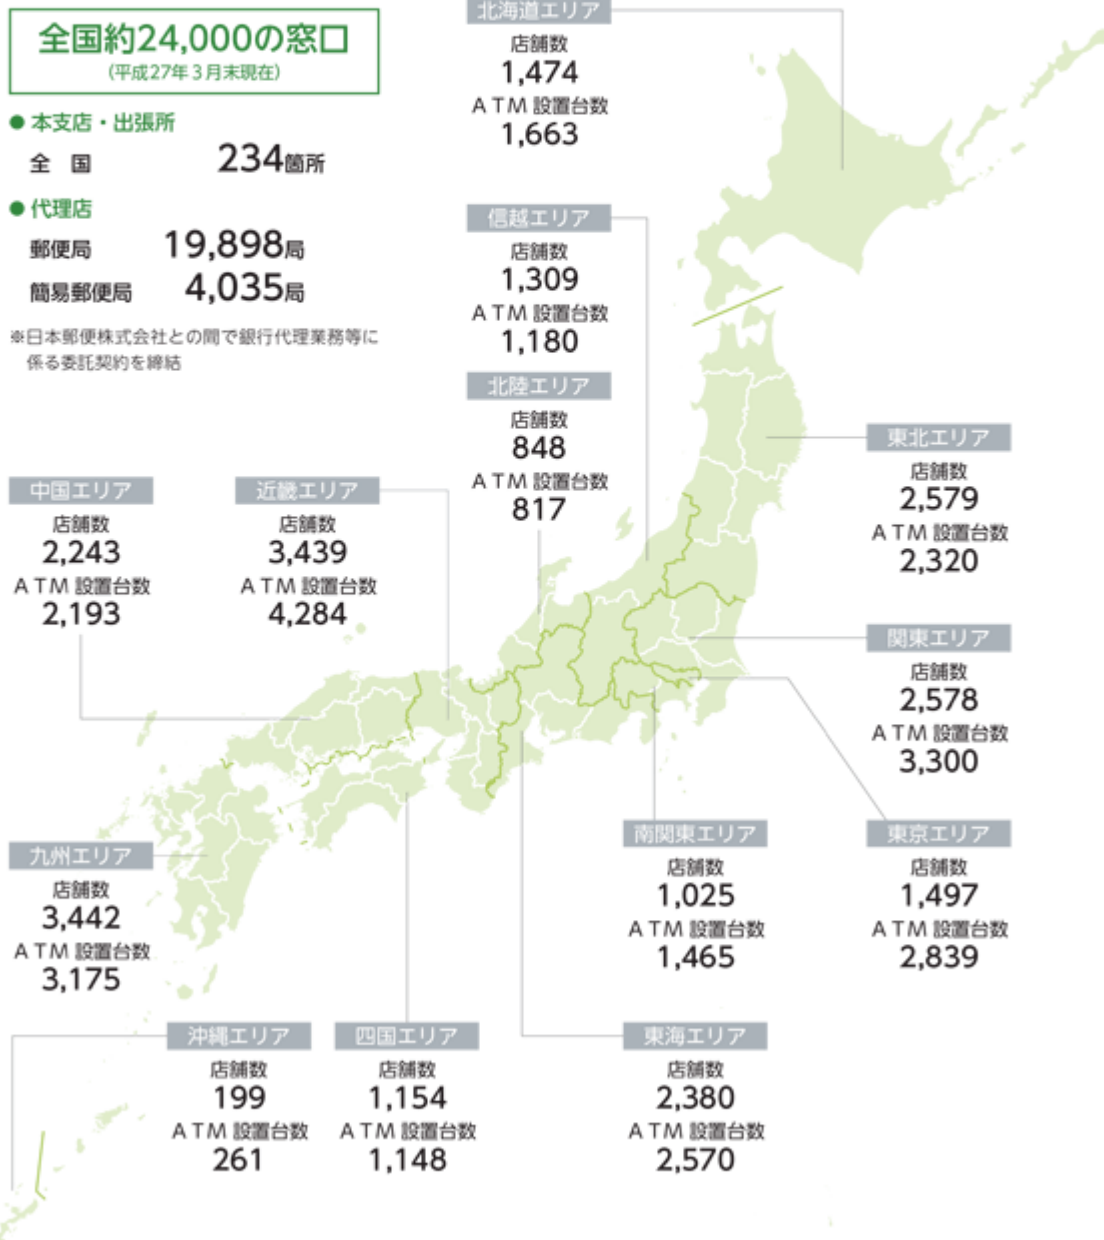 全国約24,000の窓口
(平成27年3月末現在)
●本支店・出張所
全 国 234箇所
●代理店
郵便局 19,898局
簡易郵便局 4,035局
※日本郵便株式会社との間で銀行代理業務等に
係る委託契約を締結
北海道エリア
店舗数
1,474
ATM設置台数
1,663
信越エリア
店舗数
1,309
ATM設置台数
1,180
北陸エリア
店舗数
848
ATM設置台数
817
東北エリア
店舗数
2,579
ATM設置台数
2,320
中国エリア
店舗数
2,243
ATM設置台数
2,193
近畿エリア
店舗数
3,439
ATM設置台数
4,284
関東エリア
店舗数
2,578
ATM設置台数
3,300
南関東エリア
店舗数
1,025
ATM設置台数
1,465
東京エリア
店舗数
1,497
ATM設置台数
2,839
九州エリア
店舗数
3,442
ATM設置台数
3,175
沖縄エリア
店舗数
199
ATM設置台数
261
四国エリア
店舗数
1,154
ATM設置台数
1,148
東海エリア
店舗数
2,380
ATM設置台数
2,570